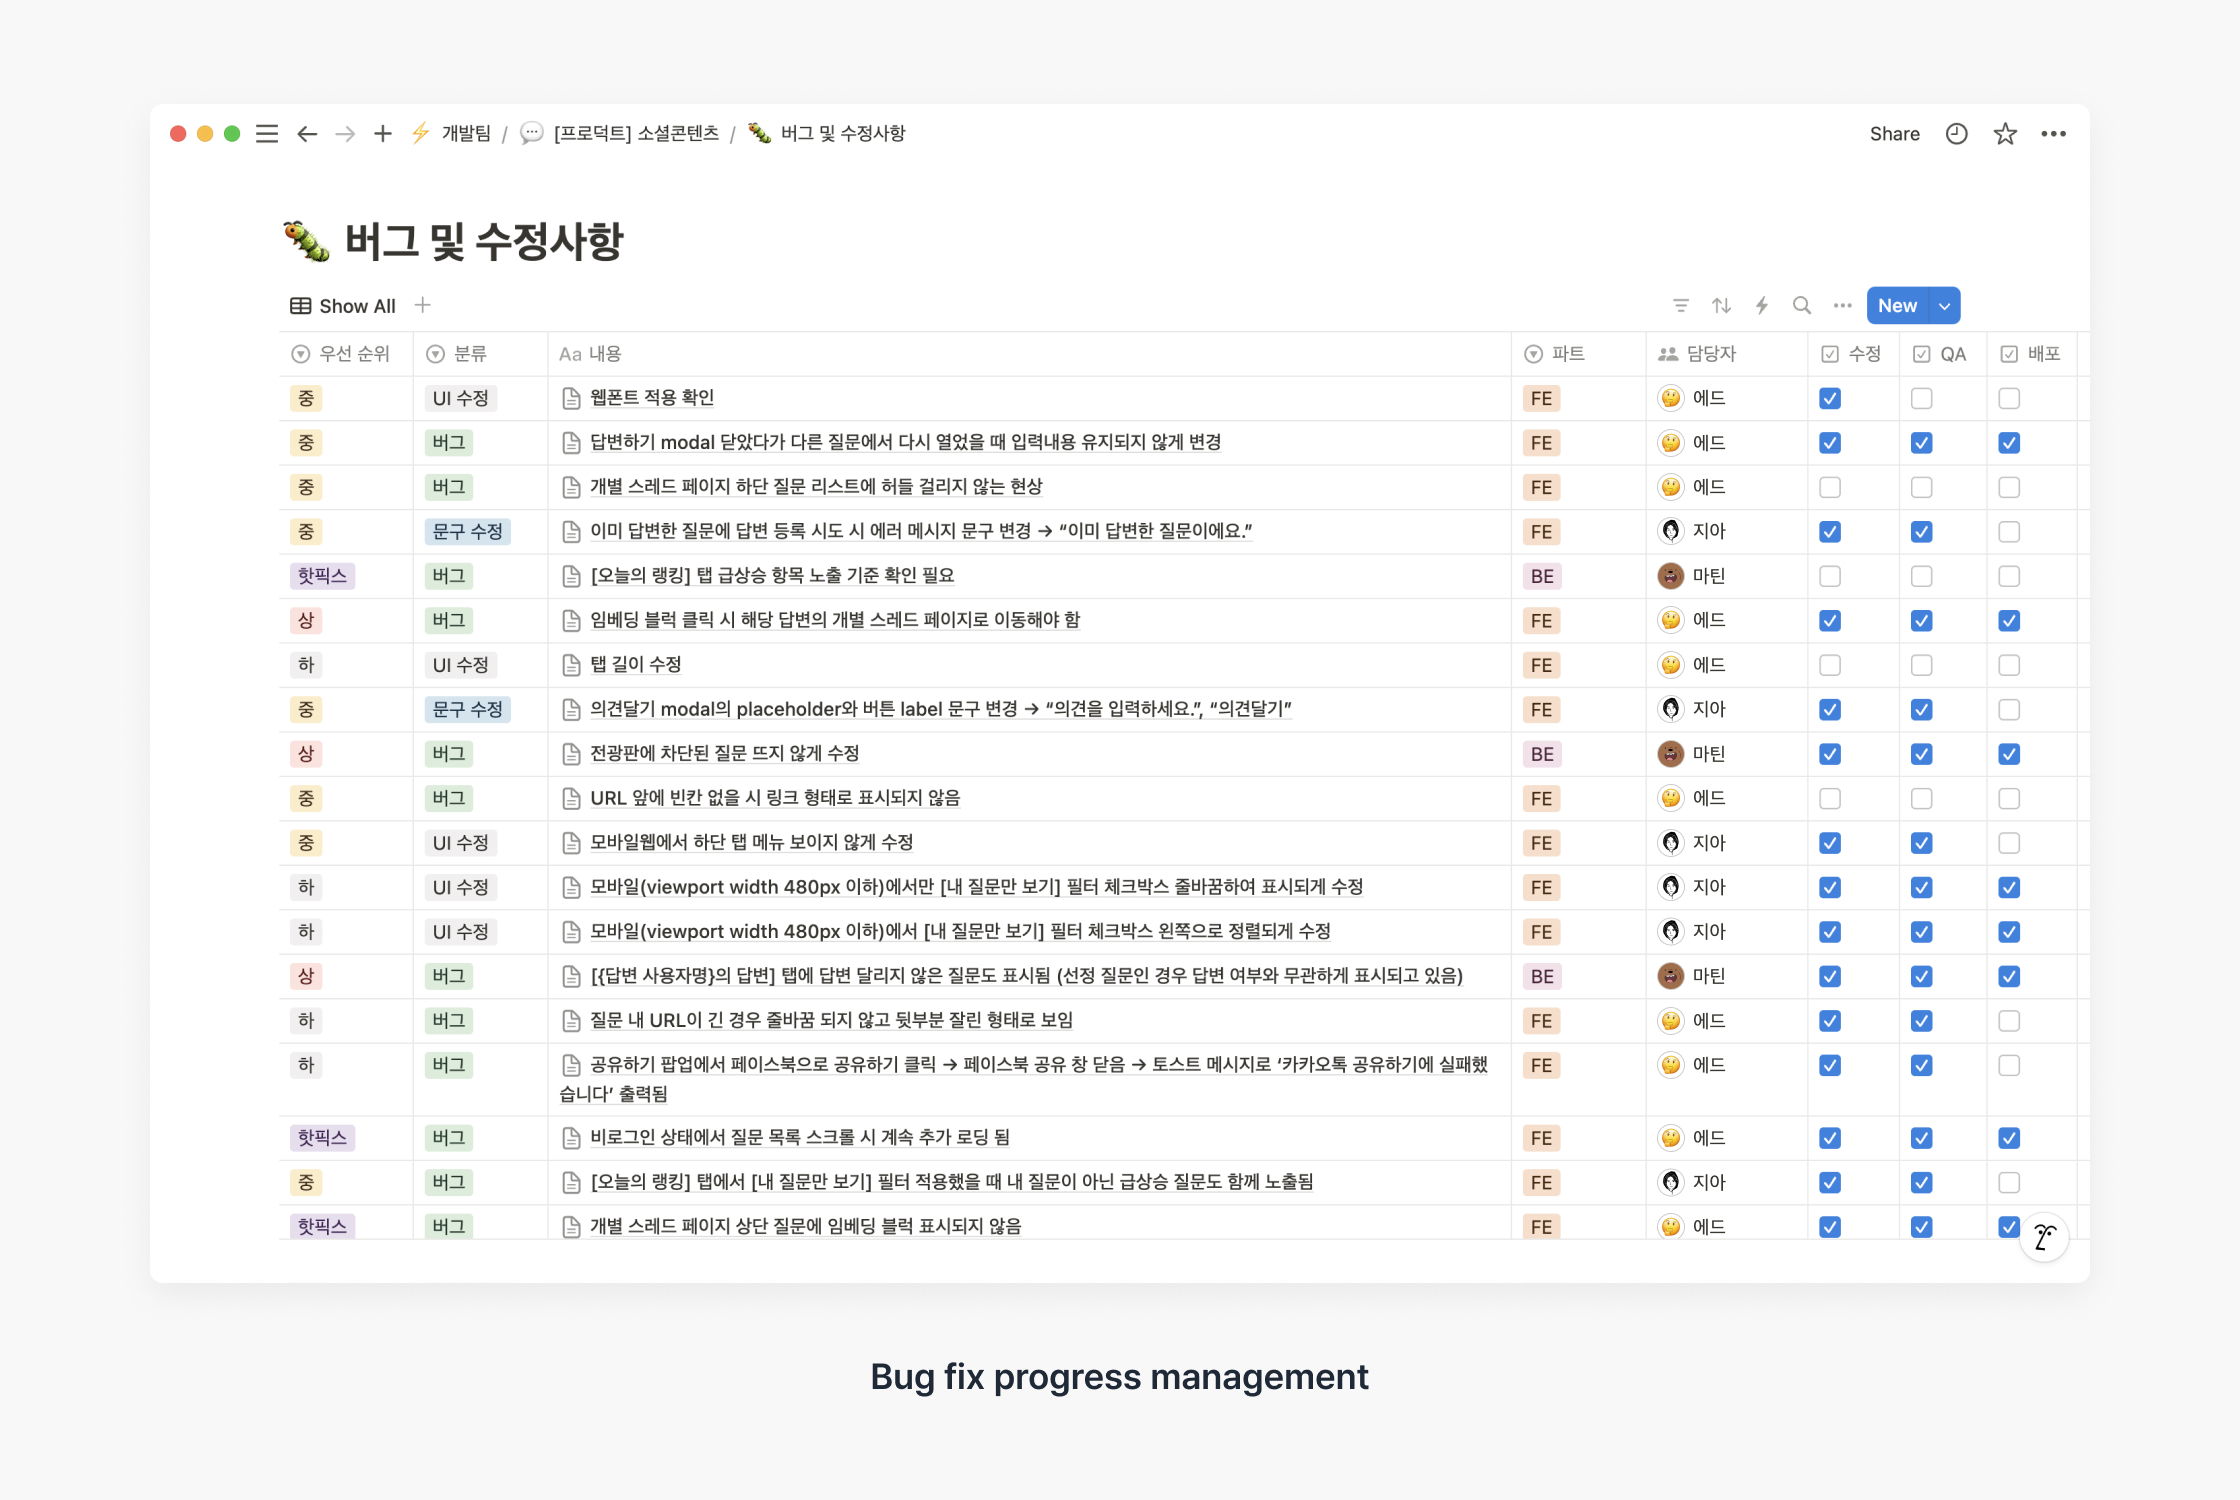 개발팀 / [프로덕트] 소셜콘텐츠 / 버그 및 수정사항 Share
버그 및 수정사항
Show All New
우선 순위 분류 Aa 내용 파트 담당자 수정 QA 배포
중 UI 수정 웹폰트 적용 확인 FE 에드
중 버그 답변하기 modal 닫았다가 다른 질문에서 다시 열었을 때 입력내용 유지되지 않게 변경 FE 에드
중 버그 개별 스레드 페이지 하단 질문 리스트에 허들 걸리지 않는 현상 FE 에드
중 문구 수정 이미 답변한 질문에 답변 등록 시도 시 에러 메시지 문구 변경 → “이미 답변한 질문이에요.” FE 지아
핫픽스 버그 [오늘의 랭킹] 탭 급상승 항목 노출 기준 확인 필요 BE 마틴
상 버그 임베딩 블럭 클릭 시 해당 답변의 개별 스레드 페이지로 이동해야 함 FE 에드
하 UI 수정 탭 길이 수정 FE 에드
중 문구 수정 의견달기 modal의 placeholder와 버튼 label 문구 변경 → “의견을 입력하세요.”, “의견달기” FE 지아
상 버그 전광판에 차단된 질문 뜨지 않게 수정 BE 마틴
중 버그 URL 앞에 빈칸 없을 시 링크 형태로 표시되지 않음 FE 에드
중 UI 수정 모바일웹에서 하단 탭 메뉴 보이지 않게 수정 FE 지아
하 UI 수정 모바일(viewport width 480px 이하)에서만 [내 질문만 보기] 필터 체크박스 줄바꿈하여 표시되게 수정 FE 지아
하 UI 수정 모바일(viewport width 480px 이하)에서 [내 질문만 보기] 필터 체크박스 왼쪽으로 정렬되게 수정 FE 지아
상 버그 [{답변 사용자명}의 답변] 탭에 답변 달리지 않은 질문도 표시됨 (선정 질문인 경우 답변 여부와 무관하게 표시되고 있음) BE 마틴
하 버그 질문 내 URL이 긴 경우 줄바꿈 되지 않고 뒷부분 잘린 형태로 보임 FE 에드
하 버그 공유하기 팝업에서 페이스북으로 공유하기 클릭 → 페이스북 공유 창 닫음 → 토스트 메시지로 ‘카카오톡 공유하기에 실패했 FE 에드
습니다’ 출력됨
핫픽스 버그 비로그인 상태에서 질문 목록 스크롤 시 계속 추가 로딩 됨 FE 에드
중 버그 [오늘의 랭킹] 탭에서 [내 질문만 보기] 필터 적용했을 때 내 질문이 아닌 급상승 질문도 함께 노출됨 FE 지아
핫픽스 버그 개별 스레드 페이지 상단 질문에 임베딩 블럭 표시되지 않음 FE 에드
Bug fix progress management